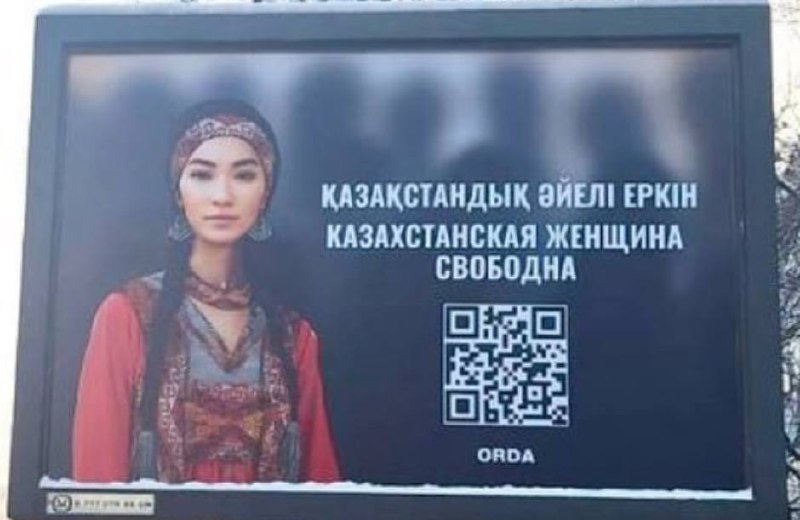 ҚАЗАҚСТАНДЫҚ ӘЙЕЛІ ЕРКІН
КАЗАХСТАНСКАЯ ЖЕНЩИНА
СВОБОДНА
ORDA